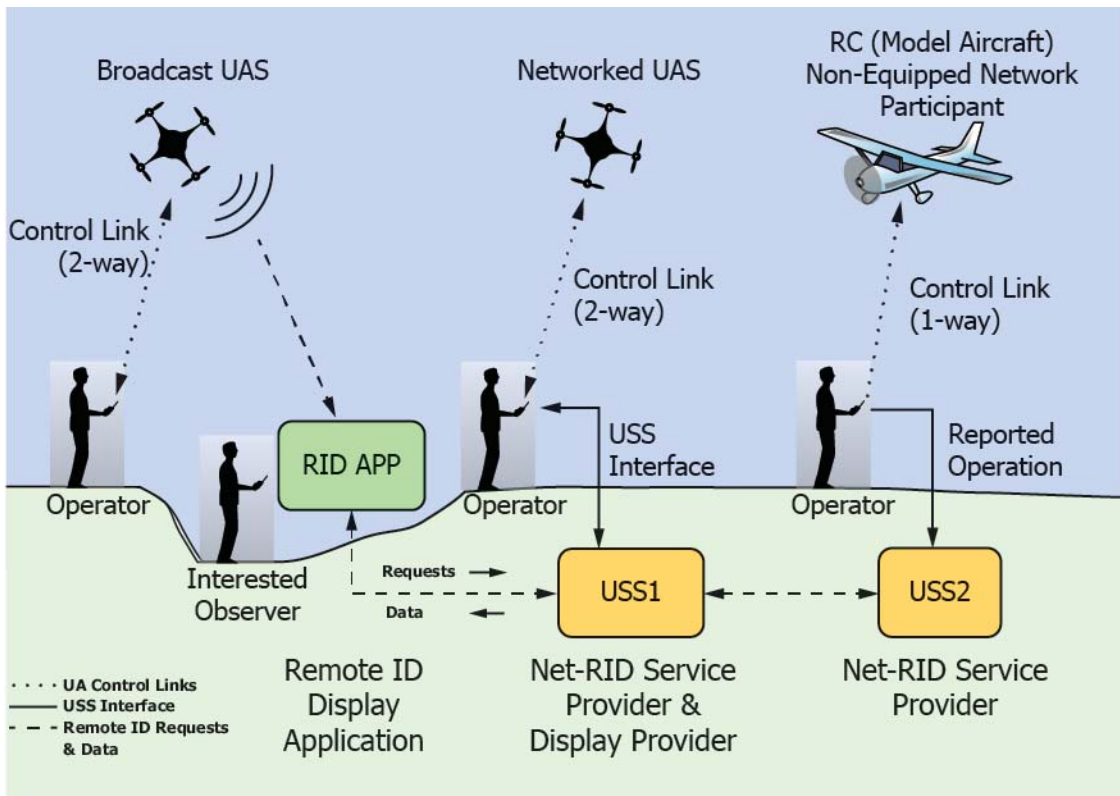 Broadcast UAS
Networked UAS
RC (Model Aircraft)
Non-Equipped Network
Participant
Control Link
(2-way)
Control Link
(2-way)
Control Link
(1-way)
RID APP
USS
Interface
Reported
Operation
Operator
Operator
Operator
Interested
Observer
Requests
Data
USS1
USS2
Remote ID
Display
Application
Net-RID Service
Provider &
Display Provider
Net-RID Service
Provider
UA Control Links
USS Interface
Remote ID Requests
& Data